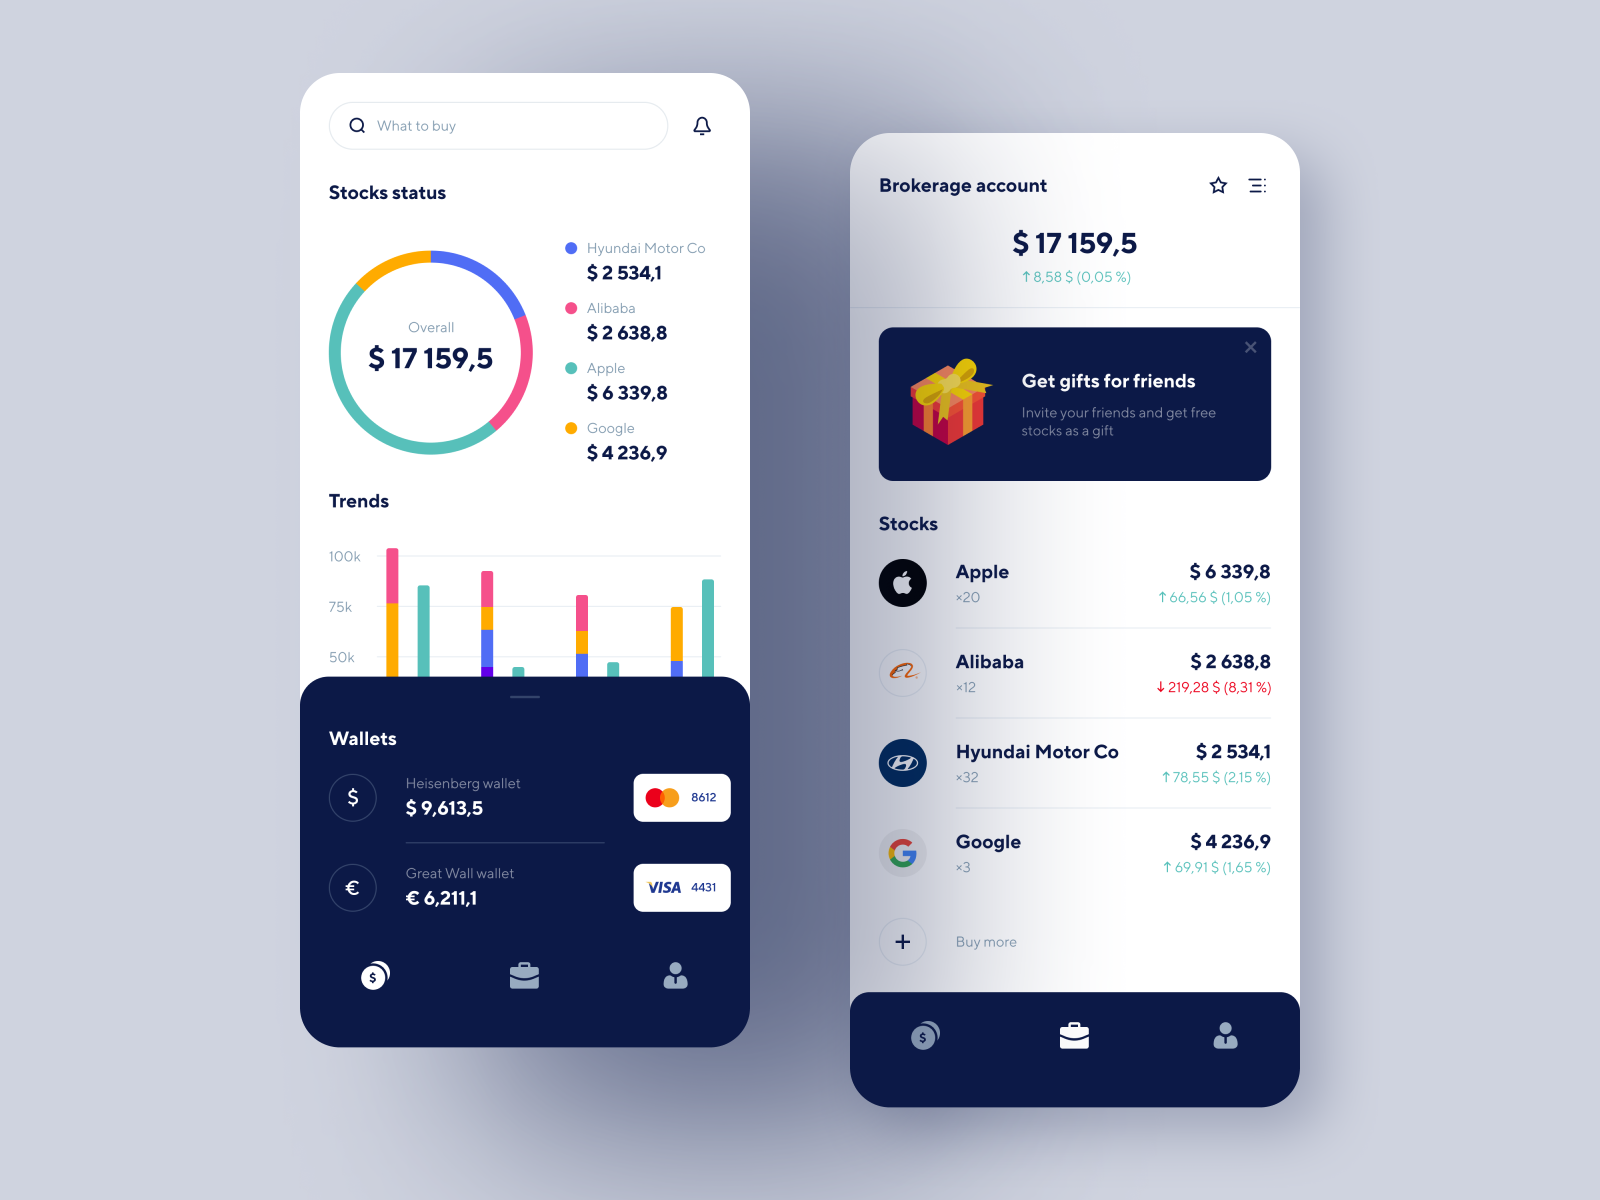 What to buy
Stocks status
Overall
$ 17 159,5
Hyundai Motor Co
$ 2 534,1
Alibaba
$ 2 638,8
Apple
$ 6 339,8
Google
$ 4 236,9
Trends
100k
75k
50k
Wallets
$
Heisenberg wallet
$ 9,613,5
8612
€
Great Wall wallet
€ 6,211,1
VISA 4431
$
Brokerage account
$ 17 159,5
↑ 8,58 $ (0,05 %)
Get gifts for friends
Invite your friends and get free
stocks as a gift
Stocks
Apple
$ 6 339,8
×20
↑ 66,56 $ (1,05 %)
Alibaba
$ 2 638,8
×12
↓ 219,28 $ (8,31 %)
Hyundai Motor Co
$ 2 534,1
×32
↑ 78,55 $ (2,15 %)
Google
$ 4 236,9
×3
↑ 69,91 $ (1,65 %)
+
Buy more
$